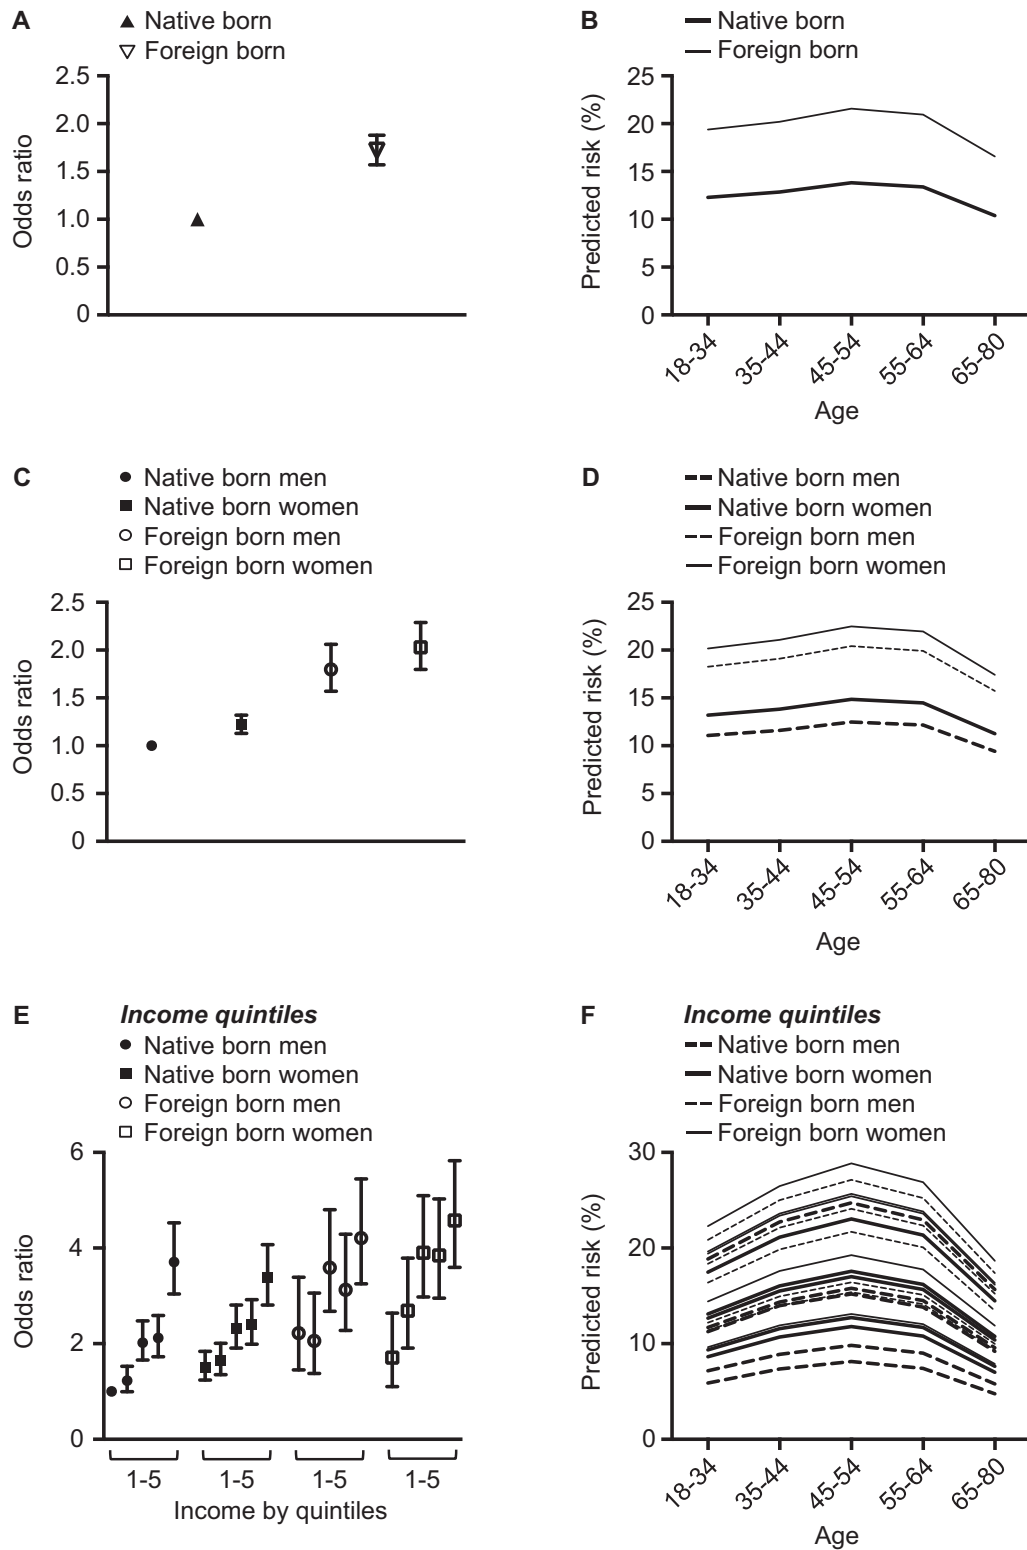 A
Native born
Foreign born
2.5
2.0
1.5
1.0
0.5
0
Odds ratio
B
Native born
Foreign born
25
20
15
10
5
0
Predicted risk (%)
18-34
35-44
45-54
55-64
65-80
Age
C
Native born men
Native born women
Foreign born men
Foreign born women
2.5
2.0
1.5
1.0
0.5
0
Odds ratio
D
Native born men
Native born women
Foreign born men
Foreign born women
25
20
15
10
5
0
Predicted risk (%)
18-34
35-44
45-54
55-64
65-80
Age
E
Income quintiles
Native born men
Native born women
Foreign born men
Foreign born women
6
4
2
0
Odds ratio
1-5
1-5
1-5
1-5
Income by quintiles
F
Income quintiles
Native born men
Native born women
Foreign born men
Foreign born women
30
20
10
0
Predicted risk (%)
18-34
35-44
45-54
55-64
65-80
Age